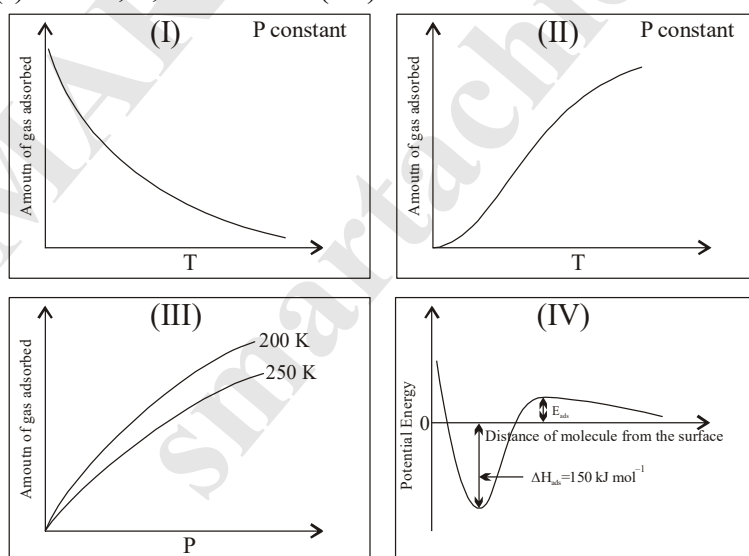 (I)
P constant
Amoutn of gas adsorbed
T
(II)
P constant
Amoutn of gas adsorbed
T
(III)
200 K
250 K
Amoutn of gas adsorbed
P
(IV)
Potential Energy
0
E_ads
Distance of molecule from the surface
ΔH_ads=150 kJ mol⁻¹
smartachi